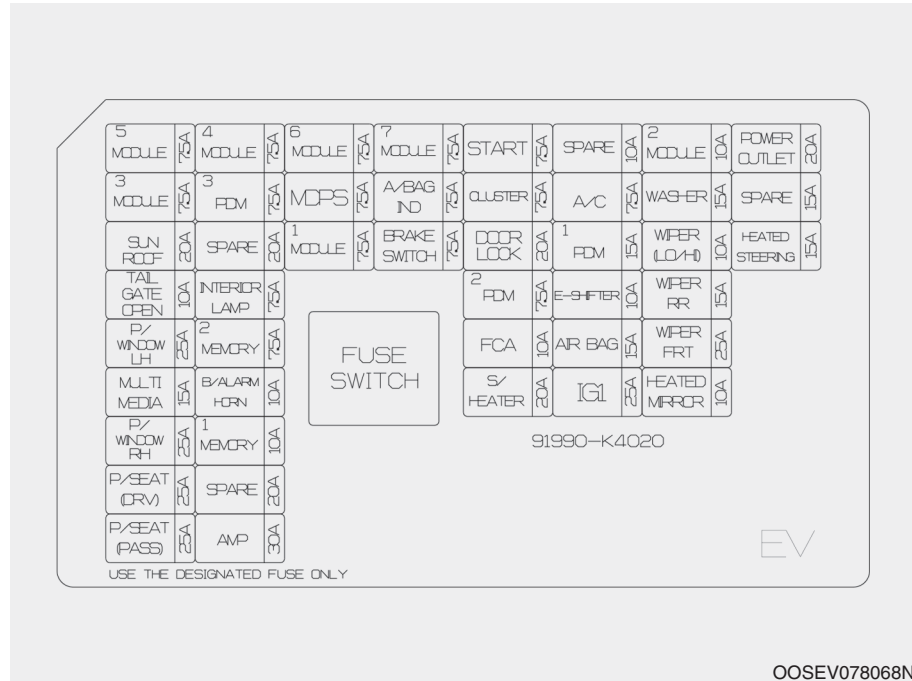 5 MODULE 7.5A 4 MODULE 7.5A 6 MODULE 7.5A 7 MODULE 7.5A START 7.5A SPARE 10A 2 MODULE 10A POWER OUTLET 20A
3 MODULE 7.5A 3 PDM 7.5A MDPS 7.5A A/BAG IND 7.5A CLUSTER 7.5A A/C 7.5A WASHER 15A SPARE 15A
SUN ROOF 20A SPARE 20A 1 MODULE 7.5A BRAKE SWITCH 7.5A DOOR LOCK 20A 1 PDM 15A WIPER (LO/HI) 10A HEATED STEERING 15A
TAIL GATE OPEN 10A INTERIOR LAMP 7.5A 2 PDM 7.5A E-SHIFTER 10A WIPER RR 15A
P/WINDOW LH 25A 2 MEMORY 7.5A FCA 10A AIR BAG 15A WIPER FRT 25A
FUSE SWITCH
MULTI MEDIA 15A B/ALARM HORN 10A S/HEATER 20A IG1 25A HEATED MIRROR 10A
P/WINDOW RH 25A 1 MEMORY 10A
91990-K4020
P/SEAT (DRV) 25A SPARE 20A
P/SEAT (PASS) 25A AMP 30A
EV
USE THE DESIGNATED FUSE ONLY
OOSEV078068N